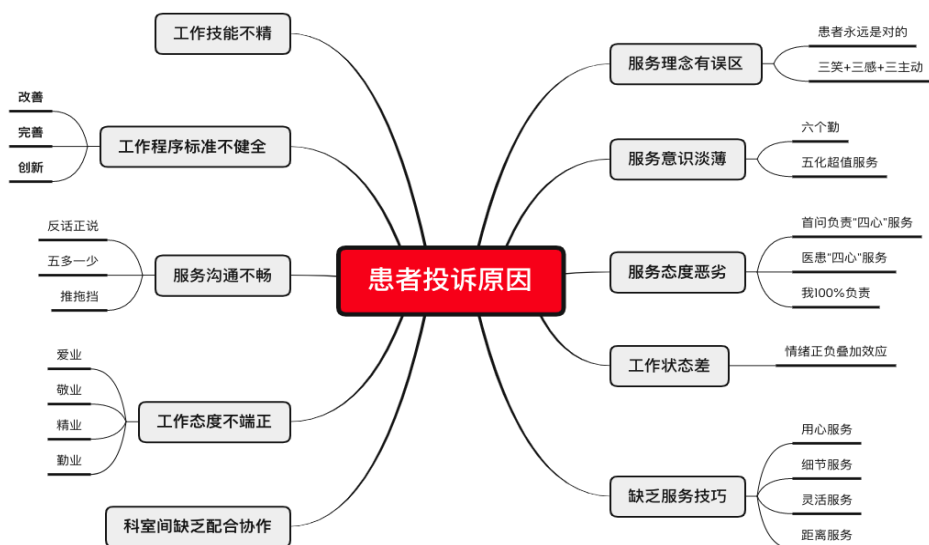 患者投诉原因
服务理念有误区
患者永远是对的
三笑+三感+三主动
服务意识淡薄
六个勤
五化超值服务
服务态度恶劣
首问负责“四心”服务
医患“四心”服务
我100%负责
工作状态差
情绪正负叠加效应
缺乏服务技巧
用心服务
细节服务
灵活服务
距离服务
工作技能不精
工作程序标准不健全
改善
完善
创新
服务沟通不畅
反话正说
五多一少
推拖挡
工作态度不端正
爱业
敬业
精业
勤业
科室间缺乏配合协作